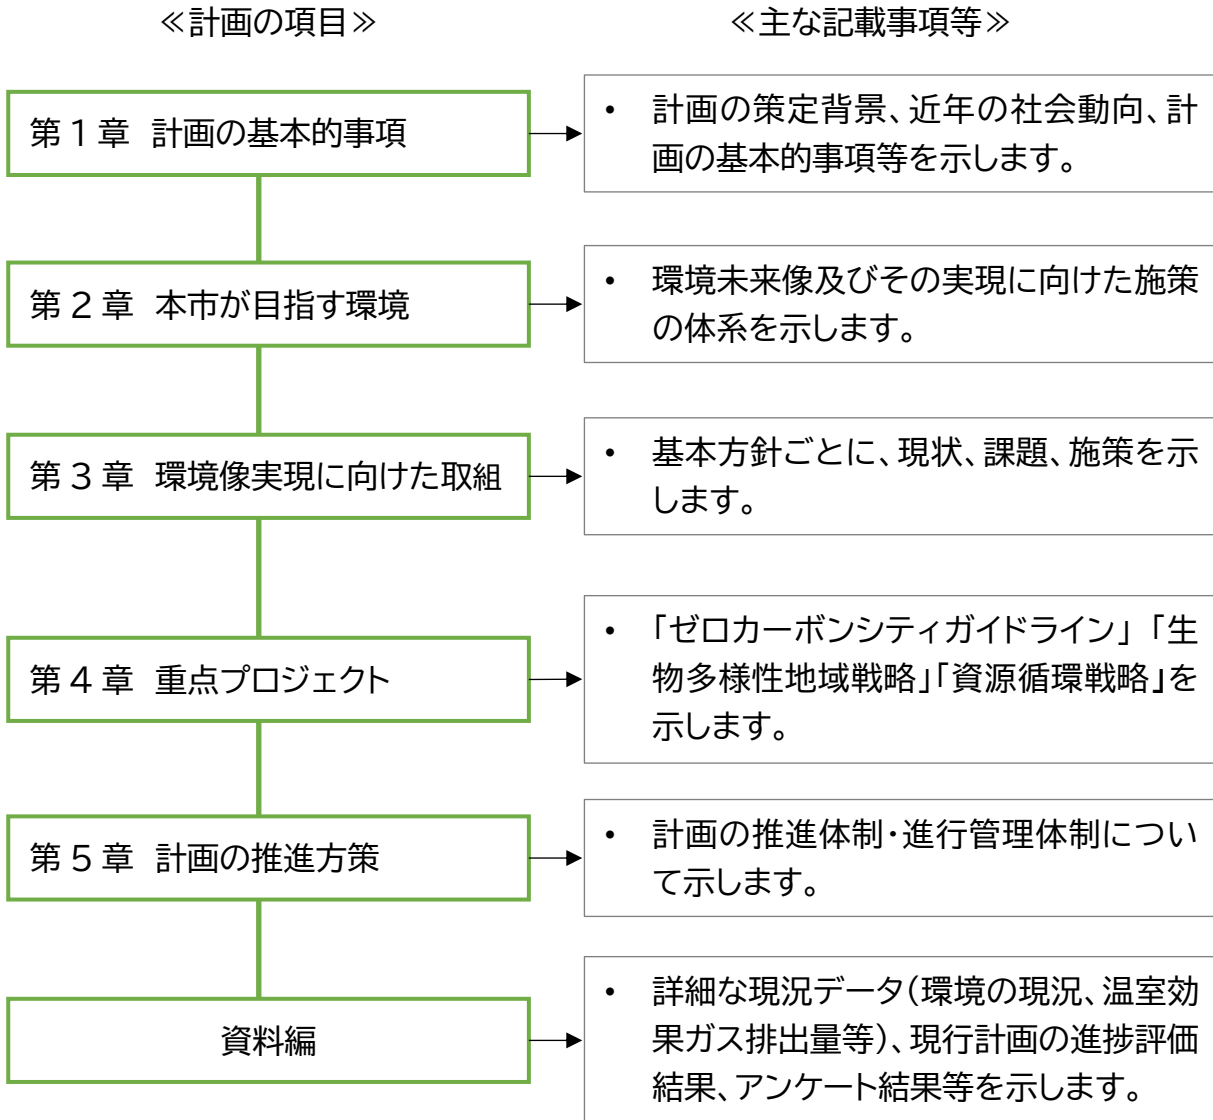 ≪計画の項目≫
≪主な記載事項等≫
第１章 計画の基本的事項
• 計画の策定背景、近年の社会動向、計
画の基本的事項等を示します。
第２章 本市が目指す環境
• 環境未来像及びその実現に向けた施策
の体系を示します。
第３章 環境像実現に向けた取組
• 基本方針ごとに、現状、課題、施策を示
します。
第４章 重点プロジェクト
• 「ゼロカーボンシティガイドライン」「生
物多様性地域戦略」「資源循環戦略」を
示します。
第５章 計画の推進方策
• 計画の推進体制・進行管理体制につい
て示します。
資料編
• 詳細な現況データ（環境の現況、温室効
果ガス排出量等）、現行計画の進捗評価
結果、アンケート結果等を示します。